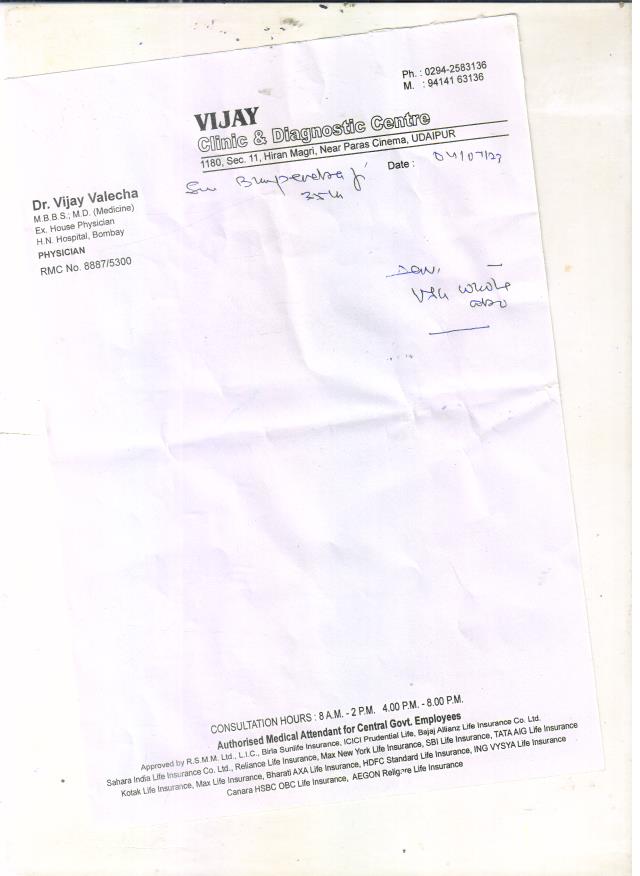 Ph. : 0294-2583136
M. : 94141 63136
VIJAY
Clinic & Diagnostic Centre
1180, Sec. 11, Hiran Magri, Near Paras Cinema, UDAIPUR
Date :
Dr. Vijay Valecha
M.B.B.S.; M.D. (Medicine)
Ex. House Physician
H.N. Hospital, Bombay
PHYSICIAN
RMC No. 8887/5300
whole
CONSULTATION HOURS : 8 A.M. - 2 P.M. 4.00 P.M. - 8.00 P.M.
Authorised Medical Attendant for Central Govt. Employees
Approved by R.S.M.M. Ltd., L.I.C., Birla Sunlife Insurance, ICICI Prudential Life, Bajaj Allianz Life Insurance Co. Ltd.
Sahara India Life Insurance Co. Ltd., Reliance Life Insurance, Max New York Life Insurance, SBI Life Insurance, TATA AIG Life Insurance
Kotak Life Insurance, Max Life Insurance, Bharati AXA Life Insurance, HDFC Standard Life Insurance, ING VYSYA Life Insurance
Canara HSBC OBC Life Insurance, AEGON Religare Life Insurance